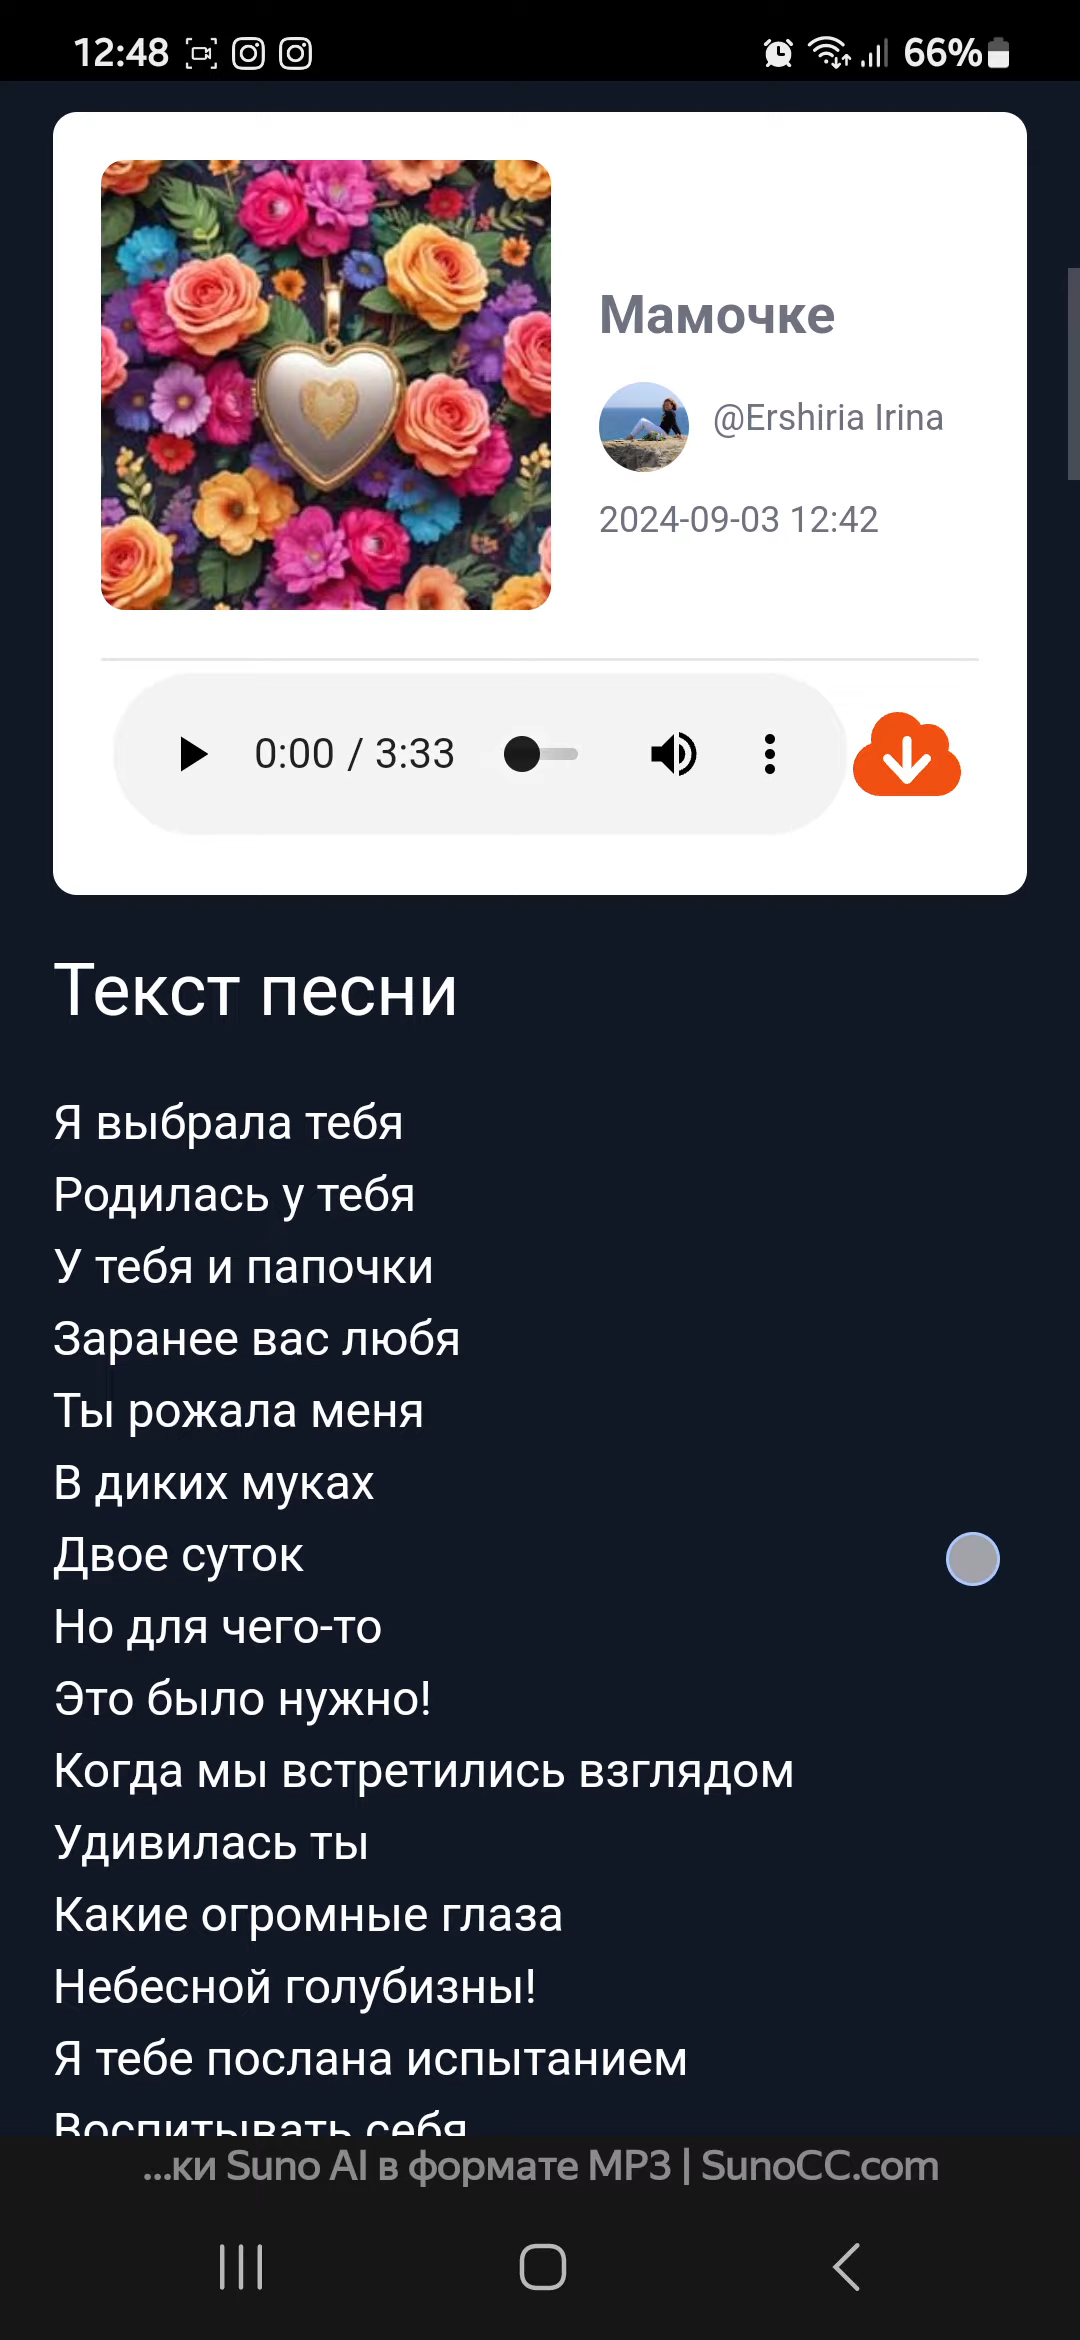 12:48
66%
Мамочке
@Ershiria Irina
2024-09-03 12:42
0:00 / 3:33
Текст песни
Я выбрала тебя
Родилась у тебя
У тебя и папочки
Заранее вас любя
Ты рожала меня
В диких муках
Двое суток
Но для чего-то
Это было нужно!
Когда мы встретились взглядом
Удивилась ты
Какие огромные глаза
Небесной голубизны!
Я тебе послана испытанием
Воспитывать себя
...ки Suno AI в формате MP3 | SunoCC.com